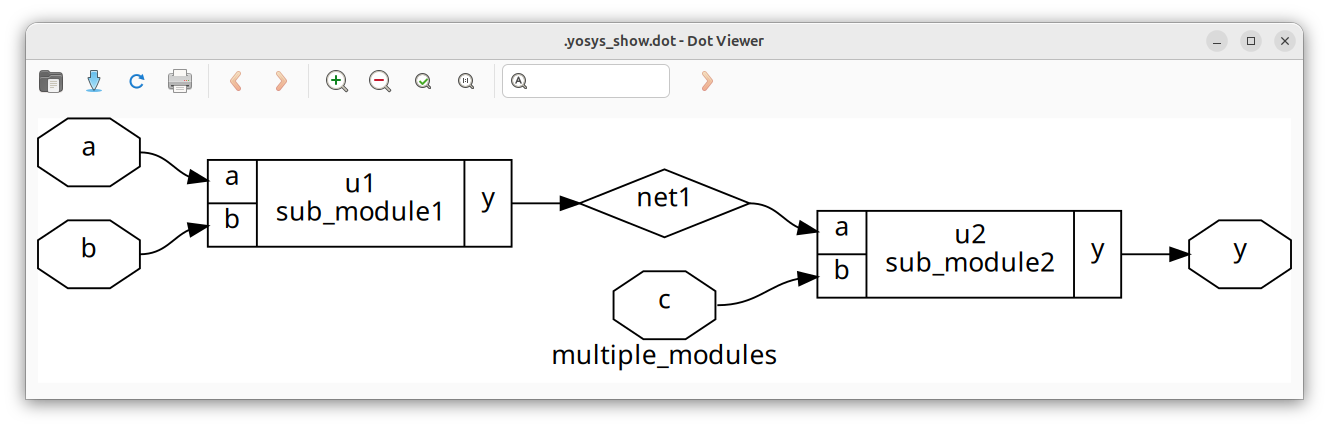 .yosys_show.dot - Dot Viewer
a
b
a
b
u1
sub_module1
y
net1
c
a
b
u2
sub_module2
y
y
multiple_modules